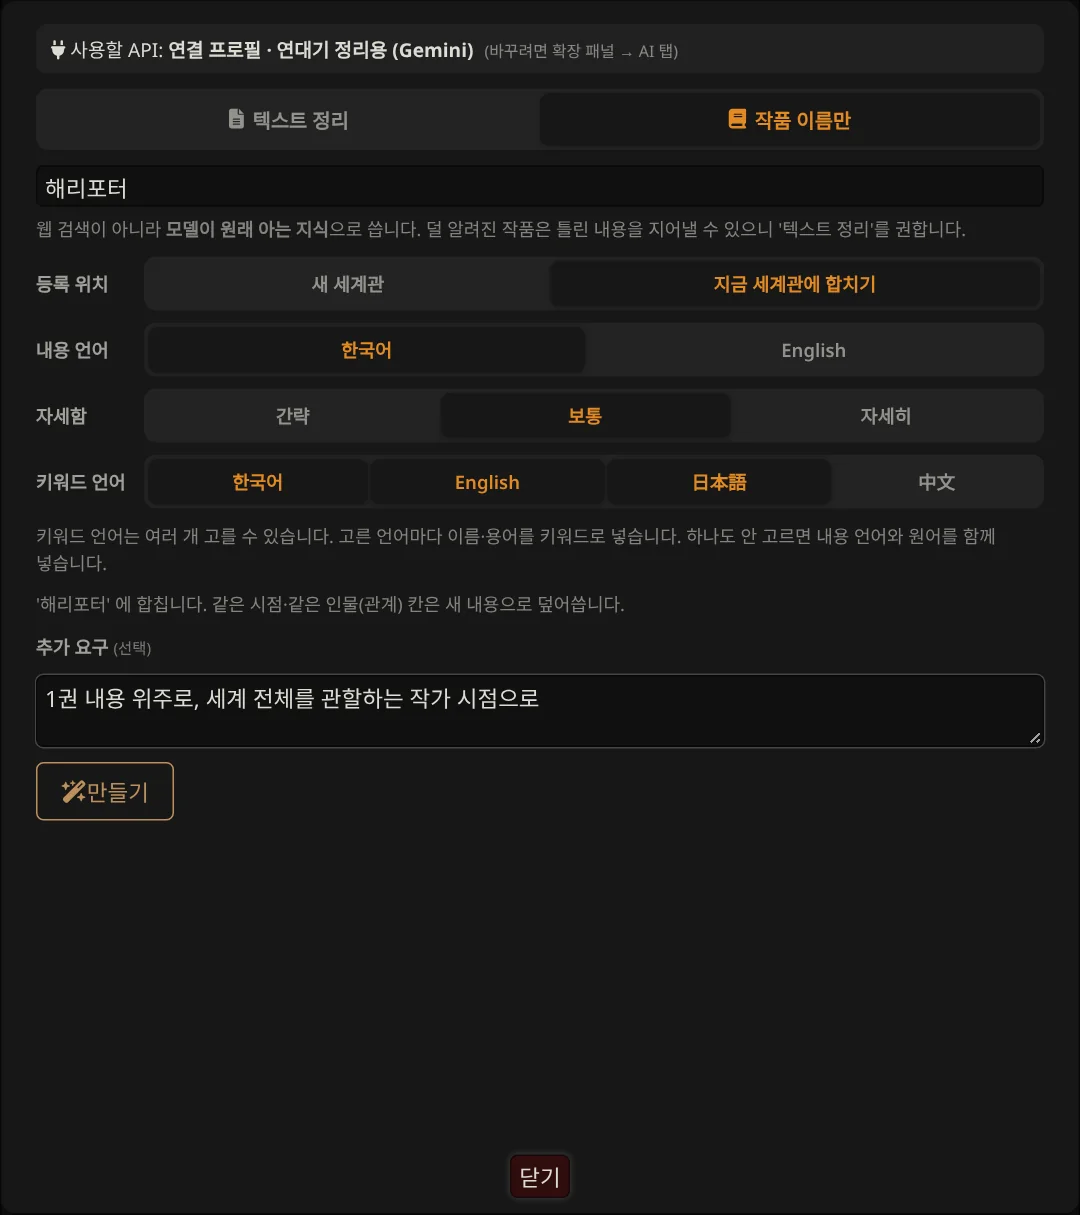 사용할 API: 연결 프로필 · 연대기 정리용 (Gemini) (바꾸려면 확장 패널 → AI 탭)
텍스트 정리
작품 이름만
해리포터
웹 검색이 아니라 모델이 원래 아는 지식으로 씁니다. 덜 알려진 작품은 틀린 내용을 지어낼 수 있으니 '텍스트 정리'를 권합니다.
등록 위치 새 세계관 지금 세계관에 합치기
내용 언어 한국어 English
자세함 간략 보통 자세히
키워드 언어 한국어 English 日本語 中文
키워드 언어는 여러 개 고를 수 있습니다. 고른 언어마다 이름·용어를 키워드로 넣습니다. 하나도 안 고르면 내용 언어와 원어를 함께
넣습니다.
'해리포터' 에 합칩니다. 같은 시점·같은 인물(관계) 칸은 새 내용으로 덮어씁니다.
추가 요구 (선택)
1권 내용 위주로, 세계 전체를 관할하는 작가 시점으로
만들기
닫기